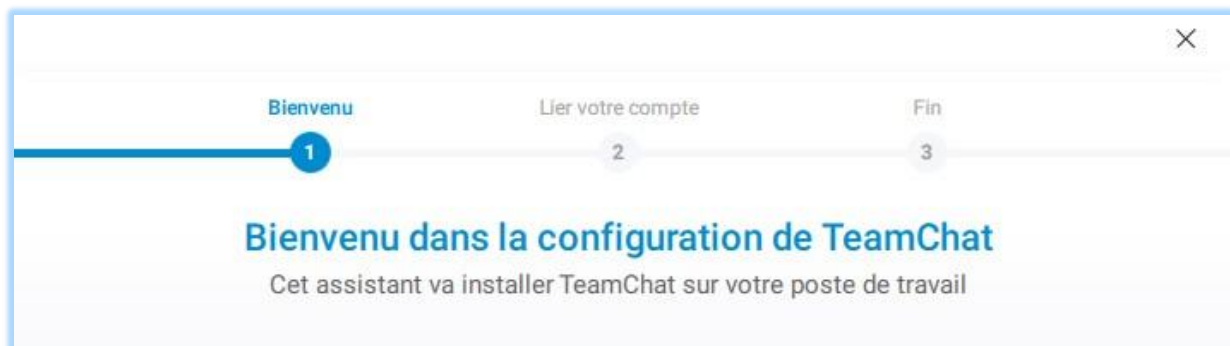 Bienvenu
Lier votre compte
Fin
1
2
3
Bienvenu dans la configuration de TeamChat
Cet assistant va installer TeamChat sur votre poste de travail